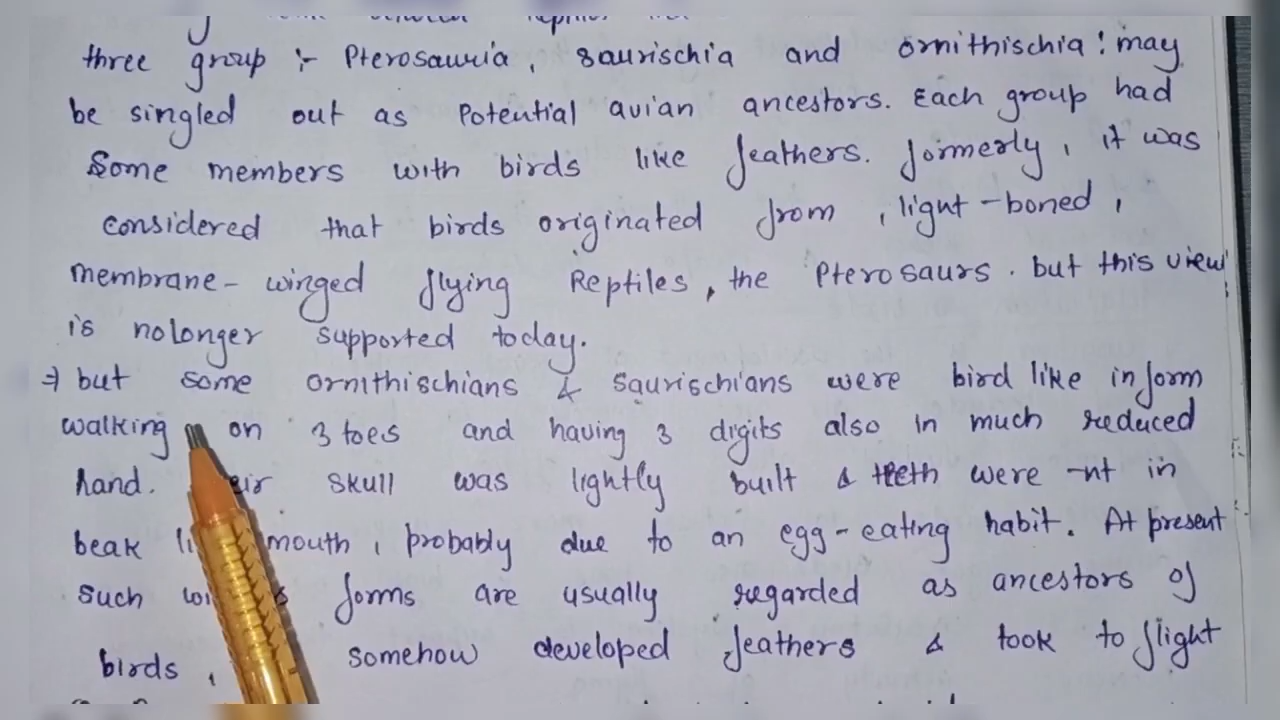 three group :- Pterosauria, saurischia and ornithischia! may
be singled out as Potential avian ancestors. Each group had
Some members with birds like feathers. formerly, it was
considered that birds originated from , light-boned ,
membrane- winged flying Reptiles, the Pterosaurs. but this view
is nolonger supported today.
⇒ but some ornithischians & saurischians were bird like in form
walking on 3 toes and having 3 digits also in much reduced
hand. skull was lightly built & teeth were -nt in
beak mouth, probably due to an egg-eating habit. At present
such forms are usually regarded as ancestors of
birds, somehow developed feathers & took to flight